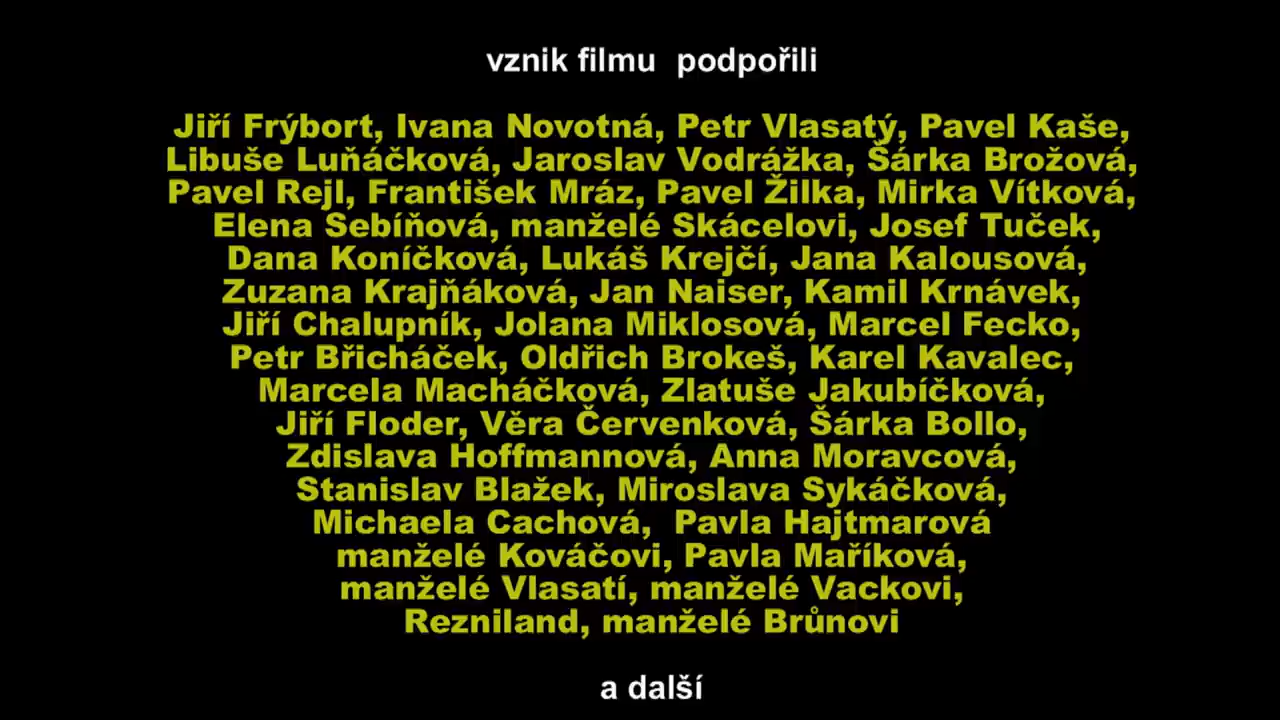 vznik filmu podpořili
Jiří Frýbort, Ivana Novotná, Petr Vlasatý, Pavel Kaše,
Libuše Luňáčková, Jaroslav Vodrážka, Šárka Brožová,
Pavel Rejl, František Mráz, Pavel Žilka, Mirka Vítková,
Elena Sebíňová, manželé Skácelovi, Josef Tuček,
Dana Koníčková, Lukáš Krejčí, Jana Kalousová,
Zuzana Krajňáková, Jan Naiser, Kamil Krnávek,
Jiří Chalupník, Jolana Miklosová, Marcel Fecko,
Petr Břicháček, Oldřich Brokeš, Karel Kavalec,
Marcela Macháčková, Zlatuše Jakubíčková,
Jiří Floder, Věra Červenková, Šárka Bollo,
Zdislava Hoffmannová, Anna Moravcová,
Stanislav Blažek, Miroslava Sykáčková,
Michaela Cachová, Pavla Hajtmarová
manželé Kováčovi, Pavla Maříková,
manželé Vlasatí, manželé Vackovi,
Rezniland, manželé Brůnovi
a další